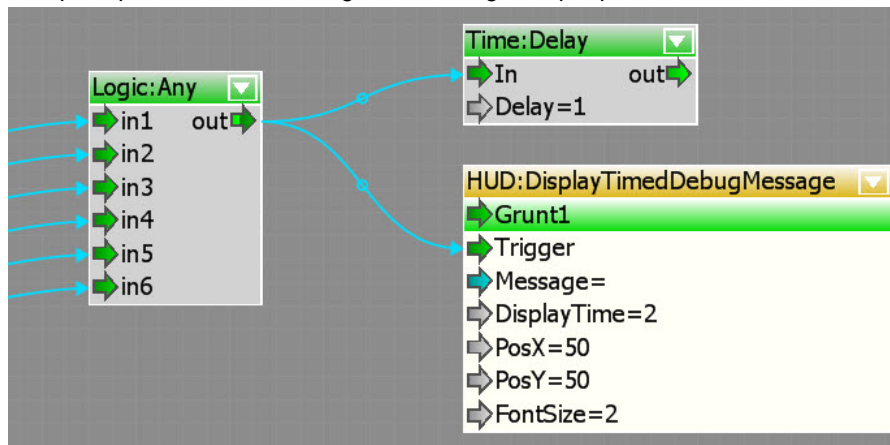 Logic:Any
in1 out
in2
in3
in4
in5
in6
Time:Delay
In out
Delay=1
HUD:DisplayTimedDebugMessage
Grunt1
Trigger
Message=
DisplayTime=2
PosX=50
PosY=50
FontSize=2